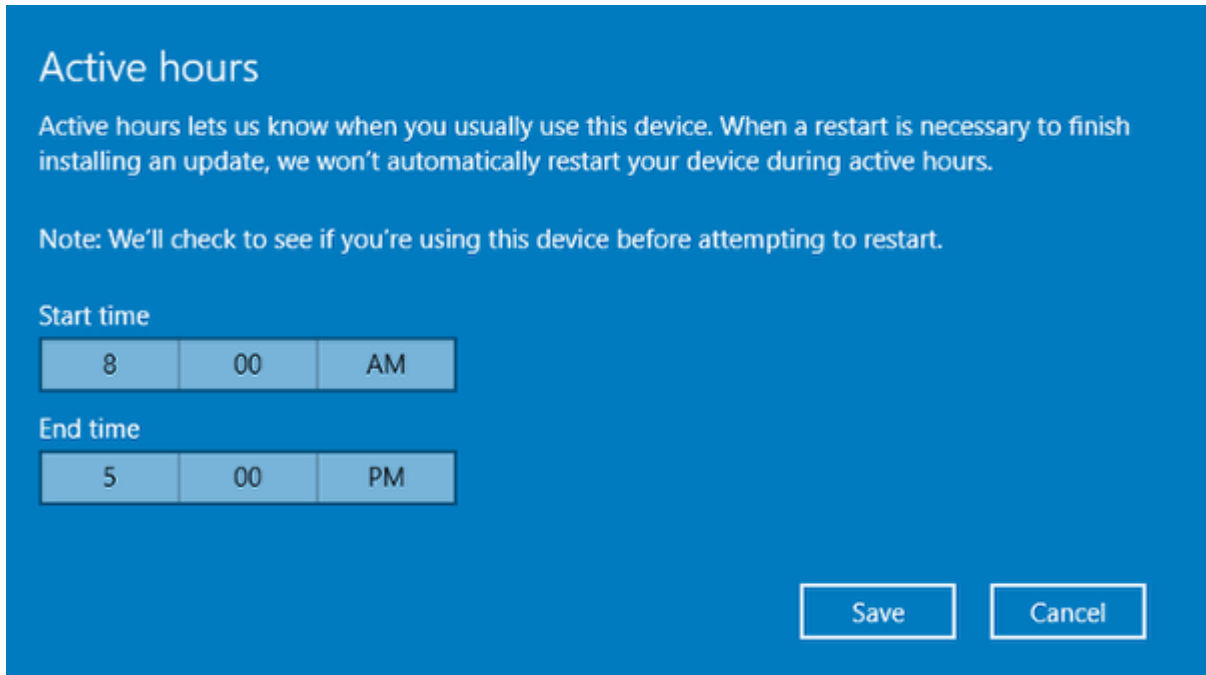 Active hours
Active hours lets us know when you usually use this device. When a restart is necessary to finish
installing an update, we won’t automatically restart your device during active hours.
Note: We’ll check to see if you’re using this device before attempting to restart.
Start time
8 00 AM
End time
5 00 PM
Save Cancel